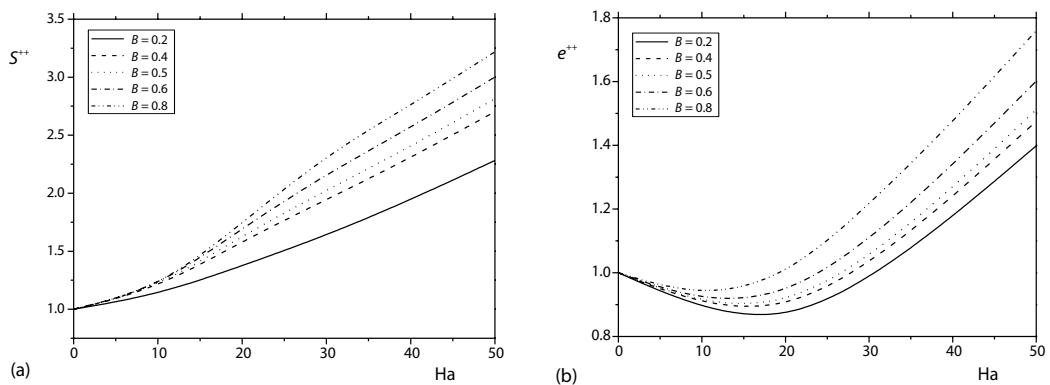 S++
3.5
3.0
2.5
2.0
1.5
1.0
B = 0.2
B = 0.4
B = 0.5
B = 0.6
B = 0.8
0 10 20 30 40 50
(a)
Ha
e++
1.8
1.6
1.4
1.2
1.0
0.8
B = 0.2
B = 0.4
B = 0.5
B = 0.6
B = 0.8
0 10 20 30 40 50
(b)
Ha